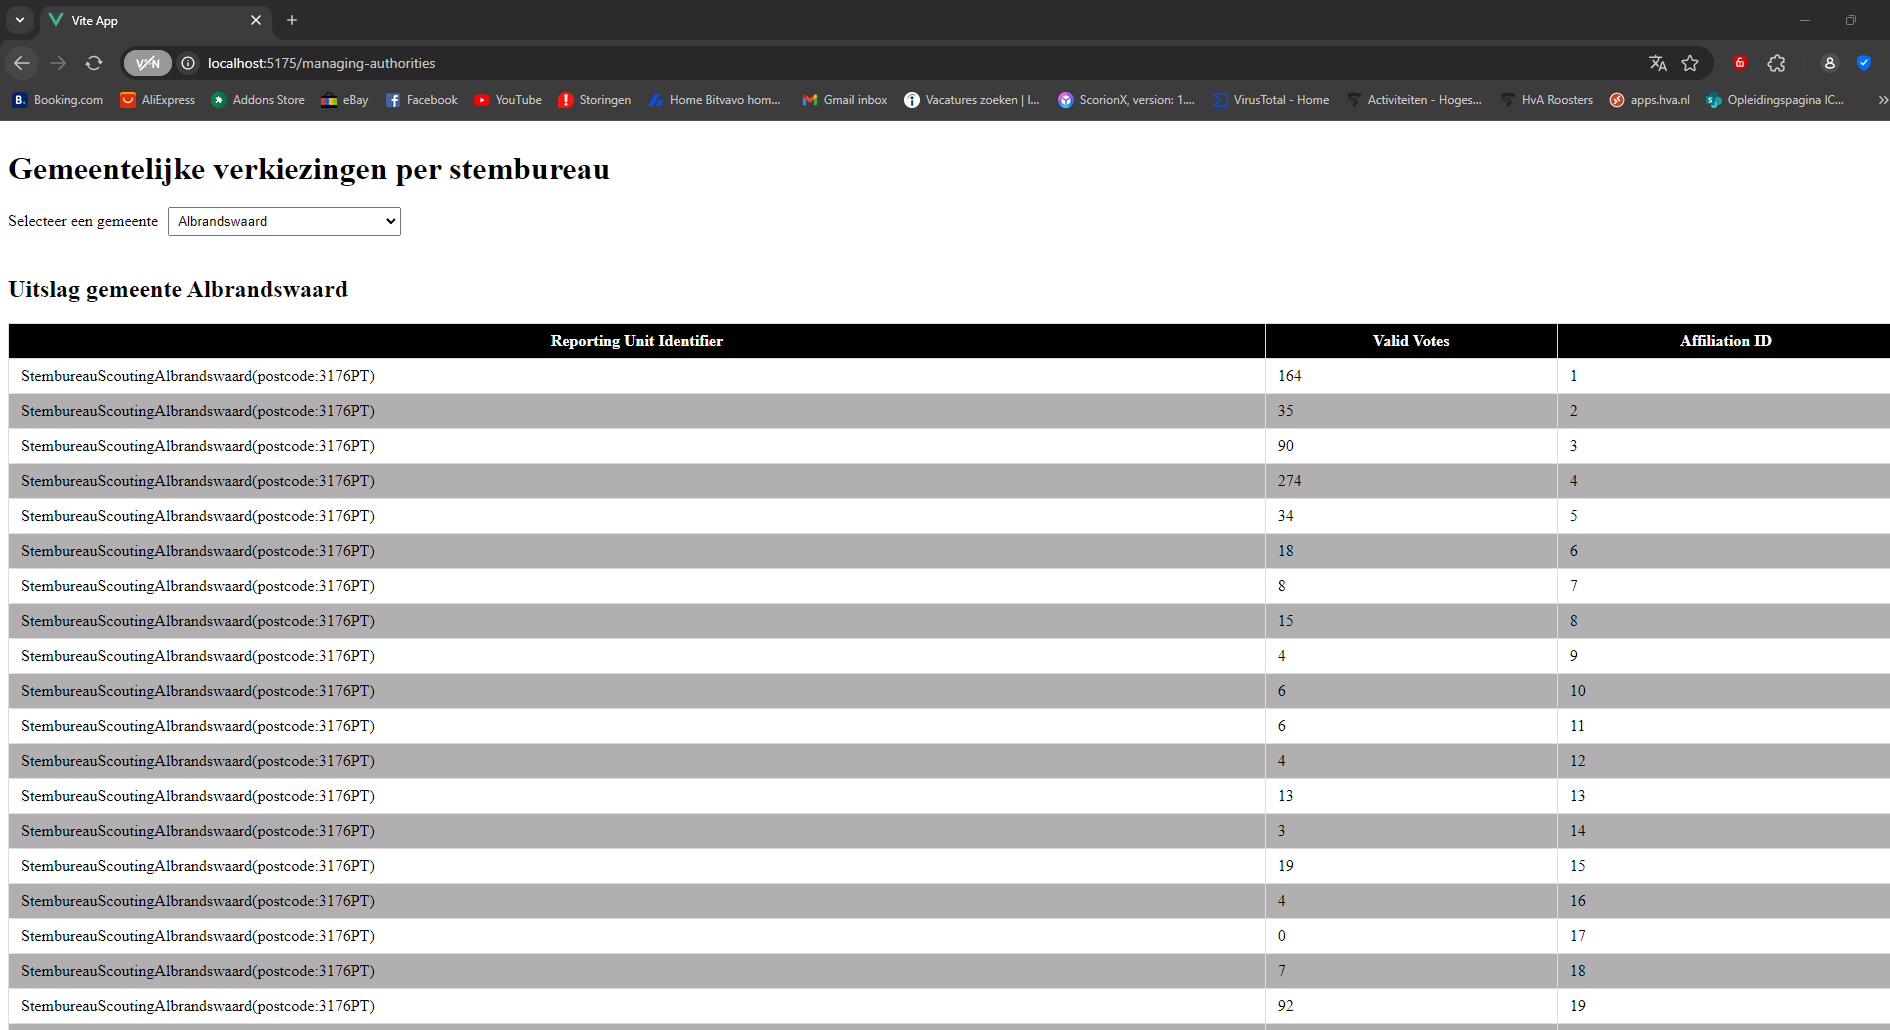 Vite App
VPN
localhost:5175/managing-authorities
B. Booking.com AliExpress Addons Store eBay Facebook YouTube Storingen Home Bitvavo hom... Gmail inbox Vacatures zoeken | I... ScorionX, version: 1.... VirusTotal - Home Activiteiten - Hoges... HvA Roosters apps.hva.nl Opleidingspagina IC...
Gemeentelijke verkiezingen per stembureau
Selecteer een gemeente Albrandswaard
Uitslag gemeente Albrandswaard
Reporting Unit Identifier Valid Votes Affiliation ID
StembureauScoutingAlbrandswaard(postcode:3176PT) 164 1
StembureauScoutingAlbrandswaard(postcode:3176PT) 35 2
StembureauScoutingAlbrandswaard(postcode:3176PT) 90 3
StembureauScoutingAlbrandswaard(postcode:3176PT) 274 4
StembureauScoutingAlbrandswaard(postcode:3176PT) 34 5
StembureauScoutingAlbrandswaard(postcode:3176PT) 18 6
StembureauScoutingAlbrandswaard(postcode:3176PT) 8 7
StembureauScoutingAlbrandswaard(postcode:3176PT) 15 8
StembureauScoutingAlbrandswaard(postcode:3176PT) 4 9
StembureauScoutingAlbrandswaard(postcode:3176PT) 6 10
StembureauScoutingAlbrandswaard(postcode:3176PT) 6 11
StembureauScoutingAlbrandswaard(postcode:3176PT) 4 12
StembureauScoutingAlbrandswaard(postcode:3176PT) 13 13
StembureauScoutingAlbrandswaard(postcode:3176PT) 3 14
StembureauScoutingAlbrandswaard(postcode:3176PT) 19 15
StembureauScoutingAlbrandswaard(postcode:3176PT) 4 16
StembureauScoutingAlbrandswaard(postcode:3176PT) 0 17
StembureauScoutingAlbrandswaard(postcode:3176PT) 7 18
StembureauScoutingAlbrandswaard(postcode:3176PT) 92 19